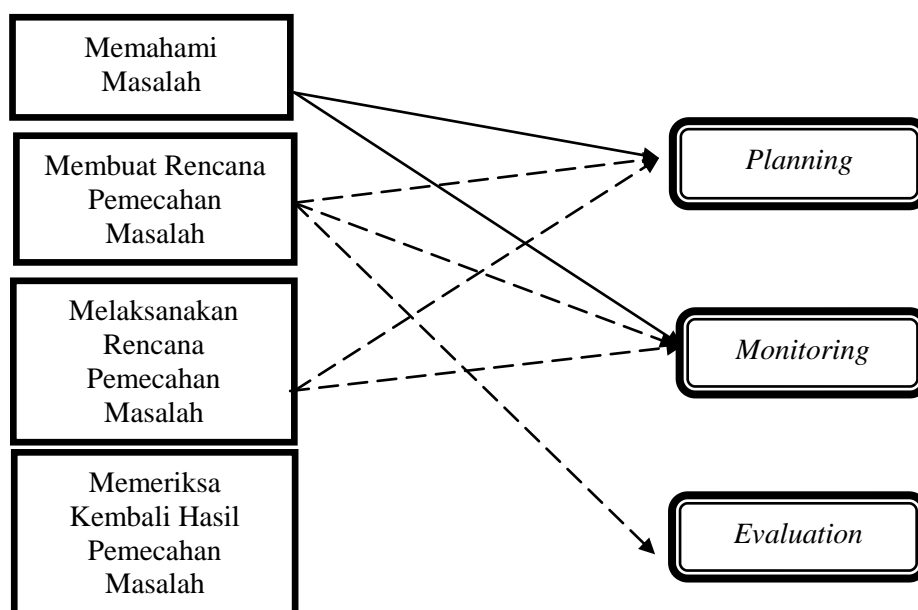 Memahami
Masalah
Membuat Rencana
Pemecahan
Masalah
Melaksanakan
Rencana
Pemecahan
Masalah
Memeriksa
Kembali Hasil
Pemecahan
Masalah
Planning
Monitoring
Evaluation